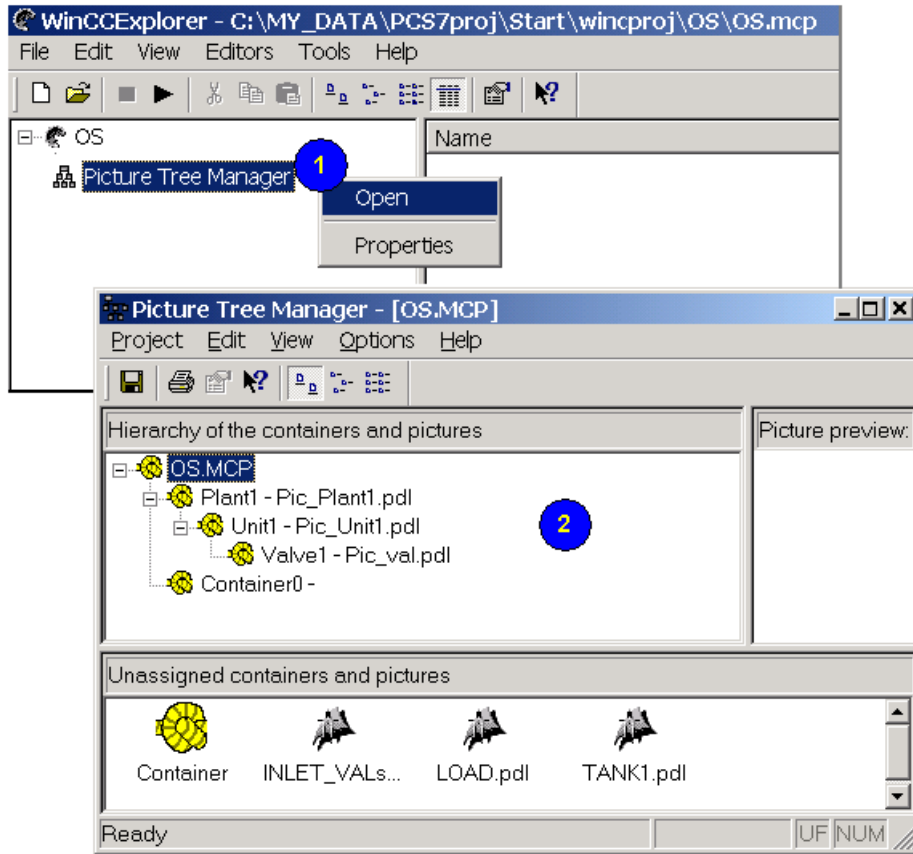 WinCCExplorer - C:\MY_DATA\PCS7proj\Start\wincproj\OS\OS.mcp
File Edit View Editors Tools Help
OS
Name
Picture Tree Manager
1
Open
Properties
Picture Tree Manager - [OS.MCP]
Project Edit View Options Help
Hierarchy of the containers and pictures
Picture preview:
OS.MCP
Plant1 - Pic_Plant1.pdl
Unit1 - Pic_Unit1.pdl
2
Valve1 - Pic_val.pdl
Container0 -
Unassigned containers and pictures
Container INLET_VALs... LOAD.pdl TANK1.pdl
Ready UF NUM